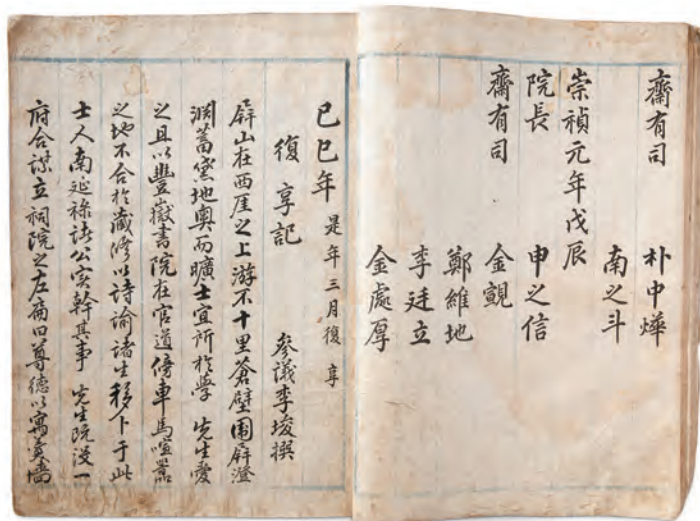 齋有司 朴中燁
南之斗
崇禎元年戊辰
院長 申之信
齋有司 金覾
鄭維地
李廷立
金處厚
己巳年 是年三月復享
復享記 參議李埈撰
屛山在西厓之上游不十里蒼壁圍屛澄
渊蓄黛地奧而曠士宜所於學 先生愛
之且以豐嶽書院在官道傍車馬喧嚣
之地不合於藏修以詩諭諸生移卜于此
士人南延祿諸公实幹其事 先生既没一
府合謀立祠院之左扁曰尊德以寓羹墻